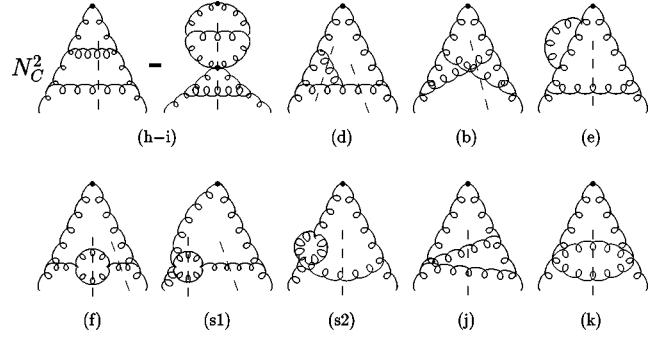 N_C^2 −
(h−i) (d) (b) (e)
(f) (s1) (s2) (j) (k)